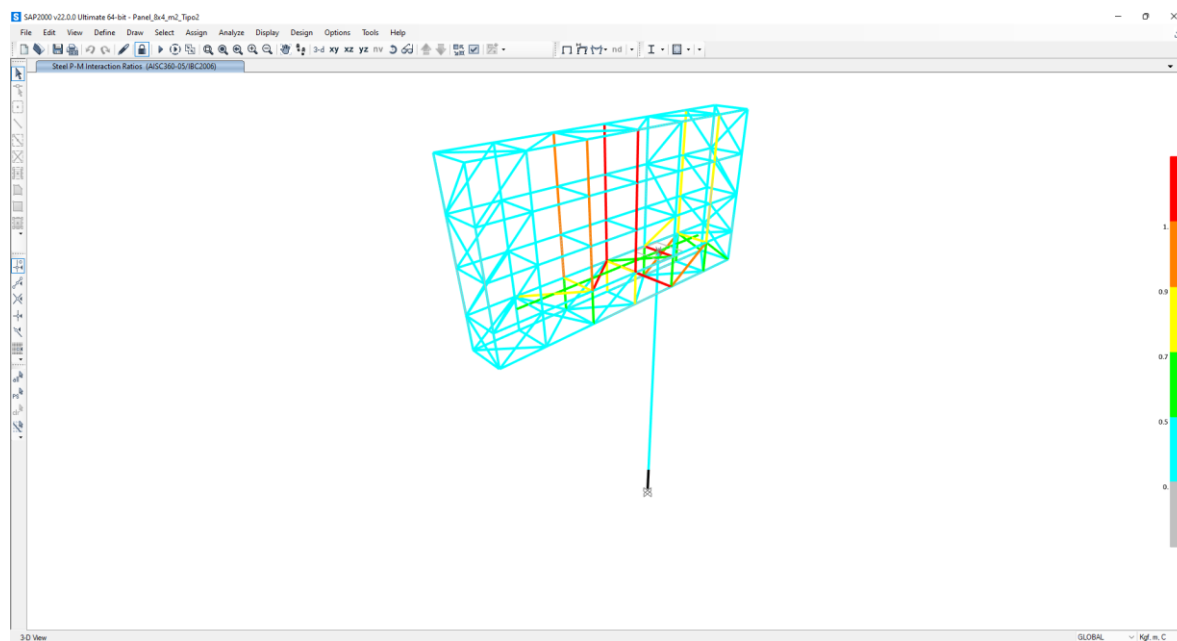 SAP2000 v22.0.0 Ultimate 64-bit - Panel_8x4_m2_Tipo2
File Edit View Define Draw Select Assign Analyze Display Design Options Tools Help
3-d xy xz yz nv nd
Steel P-M Interaction Ratios (AISC360-05/IBC2006)
1.
0.9
0.7
0.5
0.
3-D View
GLOBAL Kgf, m, C